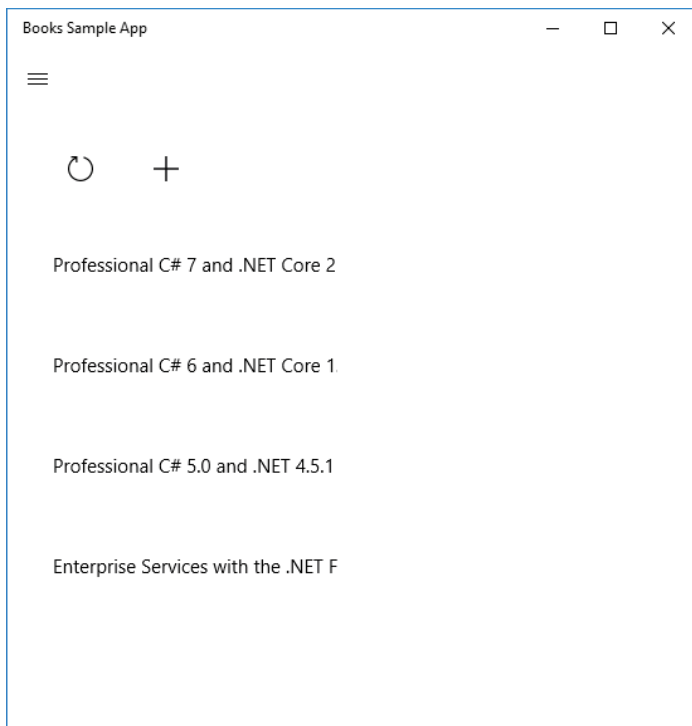 Books Sample App
Professional C# 7 and .NET Core 2
Professional C# 6 and .NET Core 1.
Professional C# 5.0 and .NET 4.5.1
Enterprise Services with the .NET F